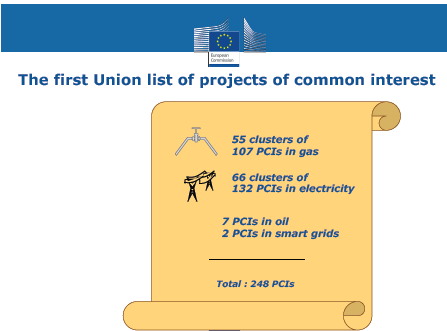 European
Commission
The first Union list of projects of common interest
55 clusters of
107 PCIs in gas
66 clusters of
132 PCIs in electricity
7 PCIs in oil
2 PCIs in smart grids
Total : 248 PCIs